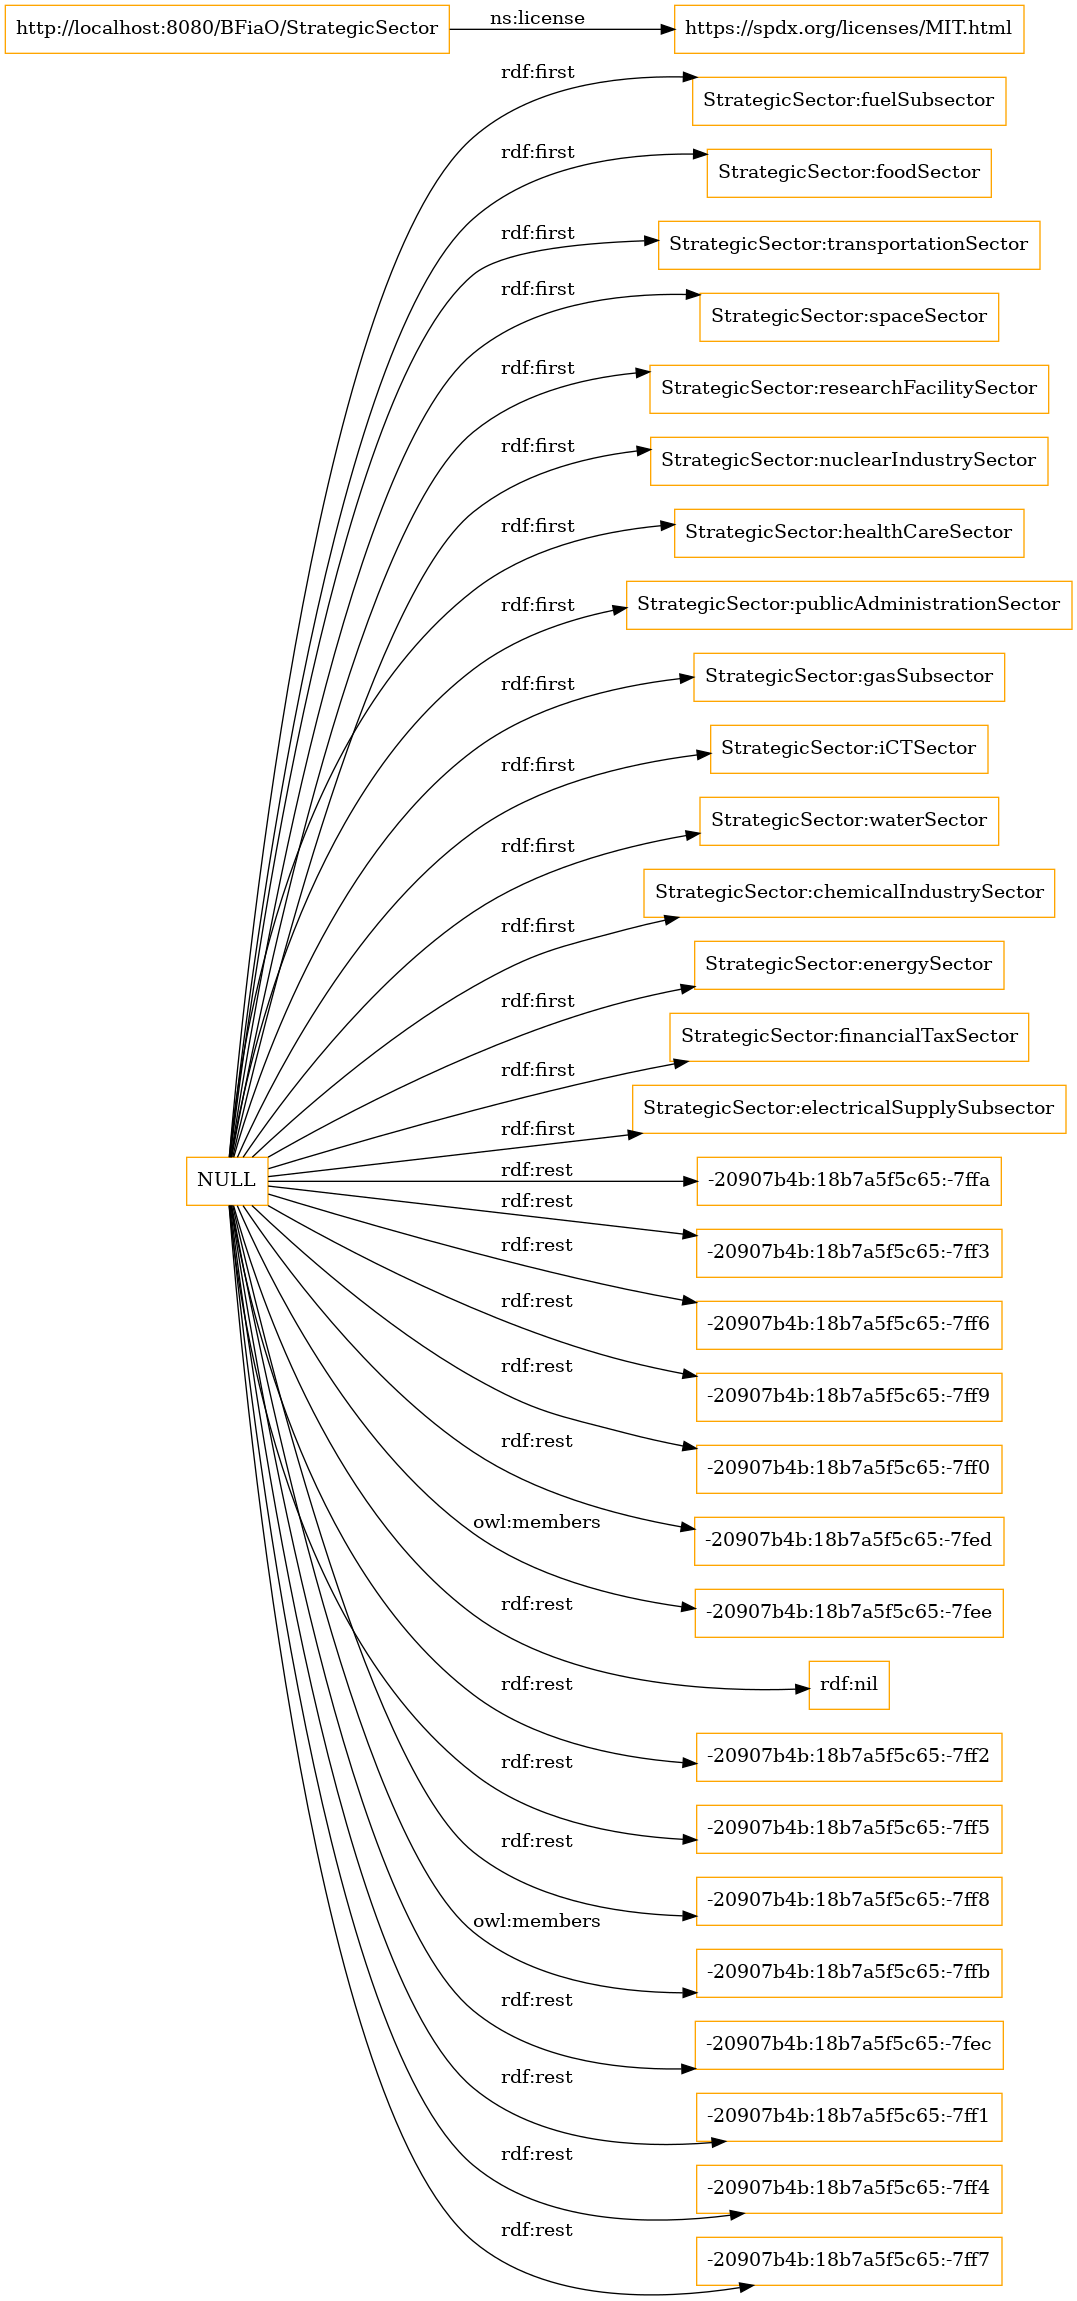 http://localhost:8080/BFiaO/StrategicSector
ns:license
https://spdx.org/licenses/MIT.html
rdf:first
StrategicSector:fuelSubsector
rdf:first
StrategicSector:foodSector
rdf:first
StrategicSector:transportationSector
rdf:first
StrategicSector:spaceSector
rdf:first
StrategicSector:researchFacilitySector
rdf:first
StrategicSector:nuclearIndustrySector
rdf:first
StrategicSector:healthCareSector
rdf:first
StrategicSector:publicAdministrationSector
rdf:first
StrategicSector:gasSubsector
rdf:first
StrategicSector:iCTSector
rdf:first
StrategicSector:waterSector
rdf:first
StrategicSector:chemicalIndustrySector
rdf:first
StrategicSector:energySector
rdf:first
StrategicSector:financialTaxSector
rdf:first
StrategicSector:electricalSupplySubsector
NULL
rdf:rest
-20907b4b:18b7a5f5c65:-7ffa
rdf:rest
-20907b4b:18b7a5f5c65:-7ff3
rdf:rest
-20907b4b:18b7a5f5c65:-7ff6
rdf:rest
-20907b4b:18b7a5f5c65:-7ff9
rdf:rest
-20907b4b:18b7a5f5c65:-7ff0
rdf:rest
-20907b4b:18b7a5f5c65:-7fed
owl:members
-20907b4b:18b7a5f5c65:-7fee
rdf:rest
rdf:nil
rdf:rest
-20907b4b:18b7a5f5c65:-7ff2
rdf:rest
-20907b4b:18b7a5f5c65:-7ff5
rdf:rest
-20907b4b:18b7a5f5c65:-7ff8
owl:members
-20907b4b:18b7a5f5c65:-7ffb
rdf:rest
-20907b4b:18b7a5f5c65:-7fec
rdf:rest
-20907b4b:18b7a5f5c65:-7ff1
rdf:rest
-20907b4b:18b7a5f5c65:-7ff4
rdf:rest
-20907b4b:18b7a5f5c65:-7ff7